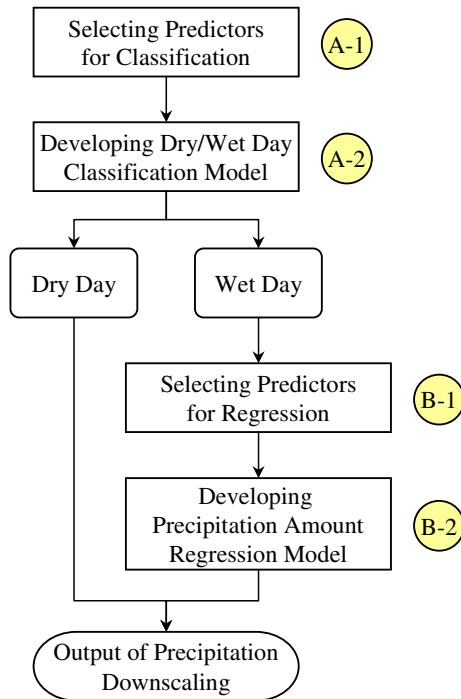 Selecting Predictors
for Classification
A-1
Developing Dry/Wet Day
Classification Model
A-2
Dry Day
Wet Day
Selecting Predictors
for Regression
B-1
Developing
Precipitation Amount
Regression Model
B-2
Output of Precipitation
Downscaling